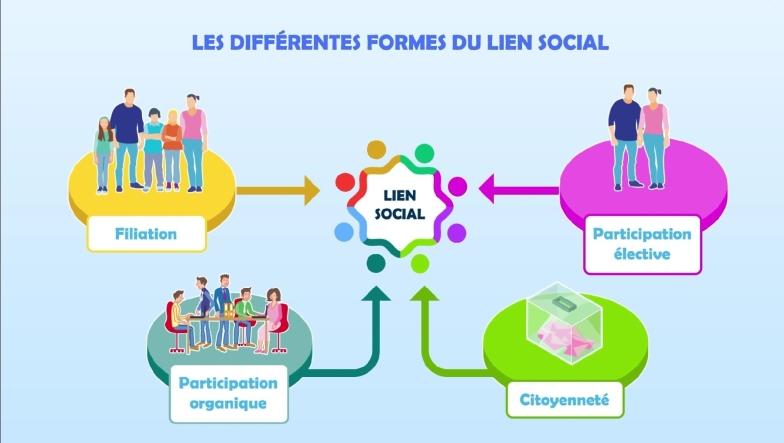 LES DIFFÉRENTES FORMES DU LIEN SOCIAL
LIEN
SOCIAL
Filiation
Participation
élective
Participation
organique
Citoyenneté